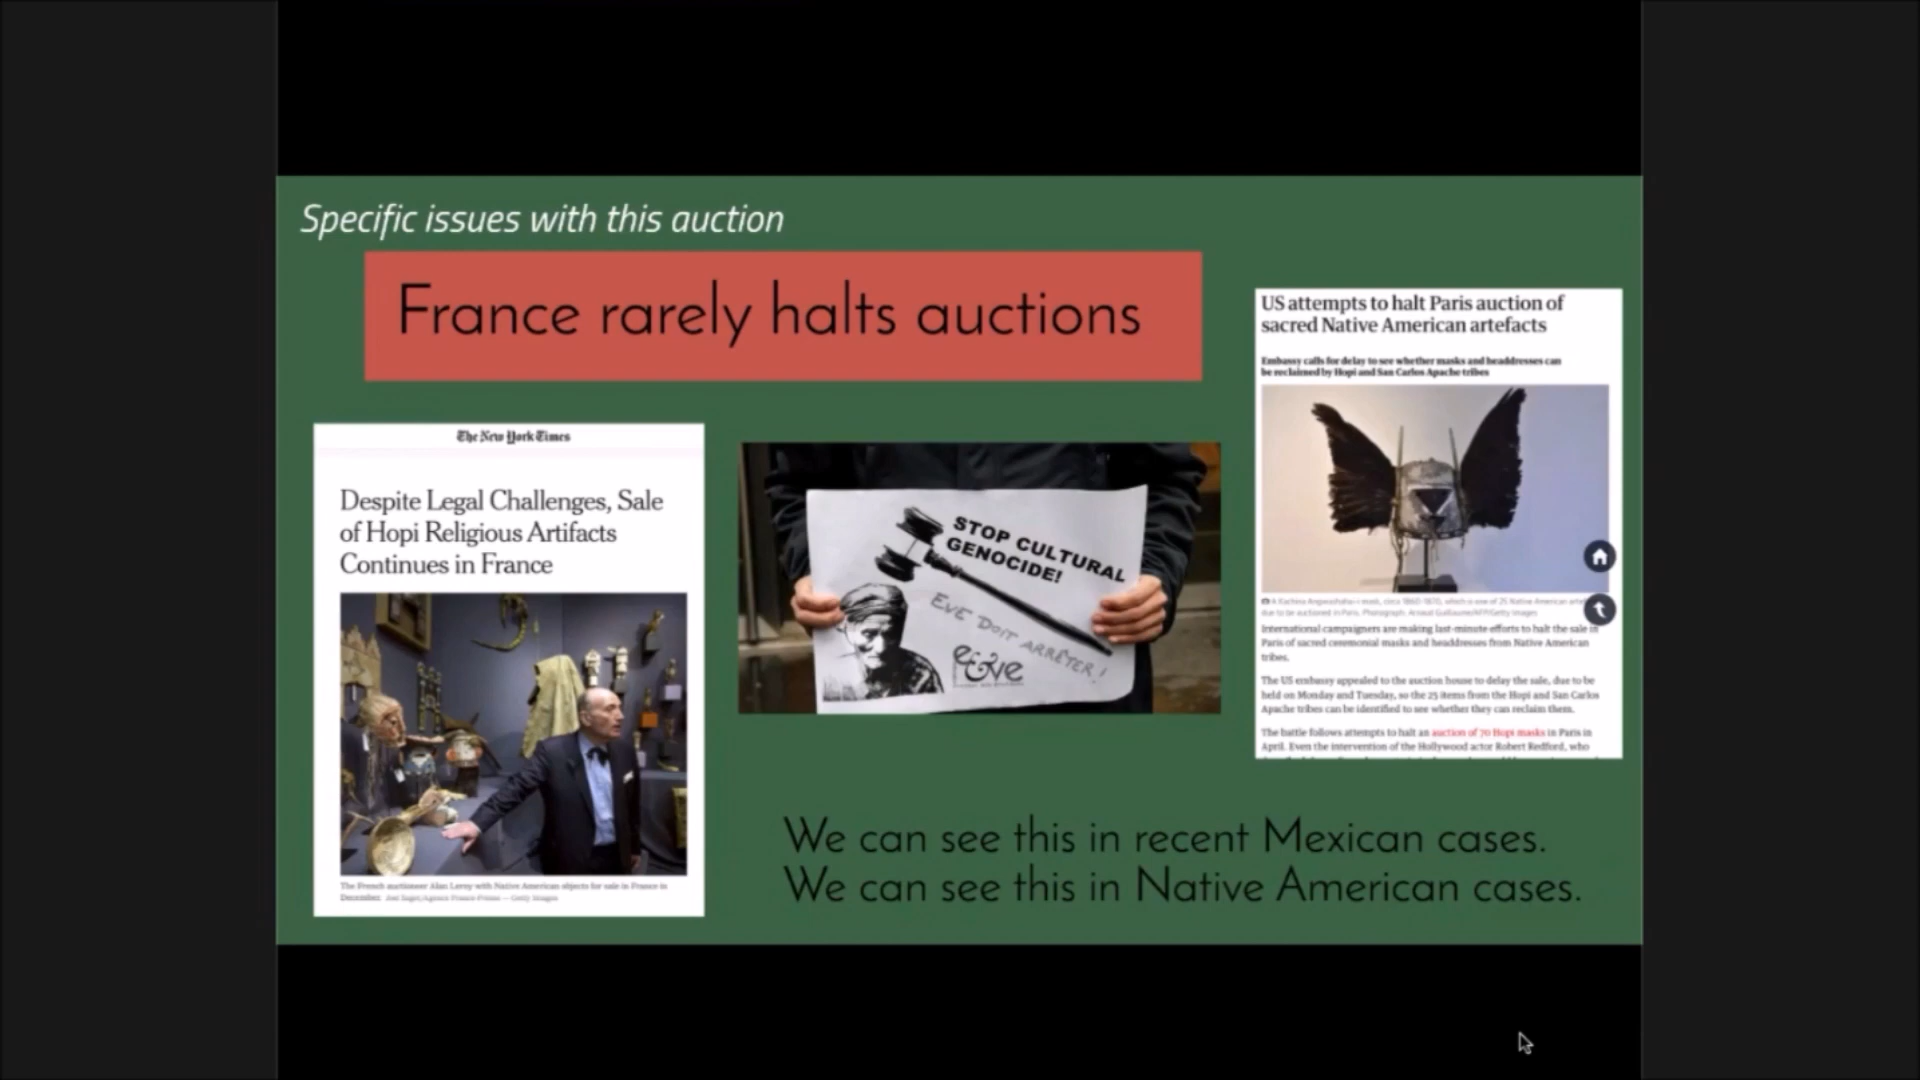 Specific issues with this auction
France rarely halts auctions
The New York Times
Despite Legal Challenges, Sale
of Hopi Religious Artifacts
Continues in France
The French auctioneer Alan Leroy with Native American objects for sale in France in
December.
STOP CULTURAL
GENOCIDE!
EVE DOIT ARRÊTER!
e&ve
US attempts to halt Paris auction of
sacred Native American artefacts
Embassy calls for delay to see whether masks and headdresses can
be reclaimed by Hopi and San Carlos Apache tribes
due to be auctioned in Paris. Photograph:
International campaigners are making last-minute efforts to halt the sale in
Paris of sacred ceremonial masks and headdresses from Native American
tribes.
The US embassy appealed to the auction house to delay the sale, due to be
held on Monday and Tuesday, so the 25 items from the Hopi and San Carlos
Apache tribes can be identified to see whether they can reclaim them.
The battle follows attempts to halt an auction of 70 Hopi masks in Paris in
April. Even the intervention of the Hollywood actor Robert Redford, who
We can see this in recent Mexican cases.
We can see this in Native American cases.